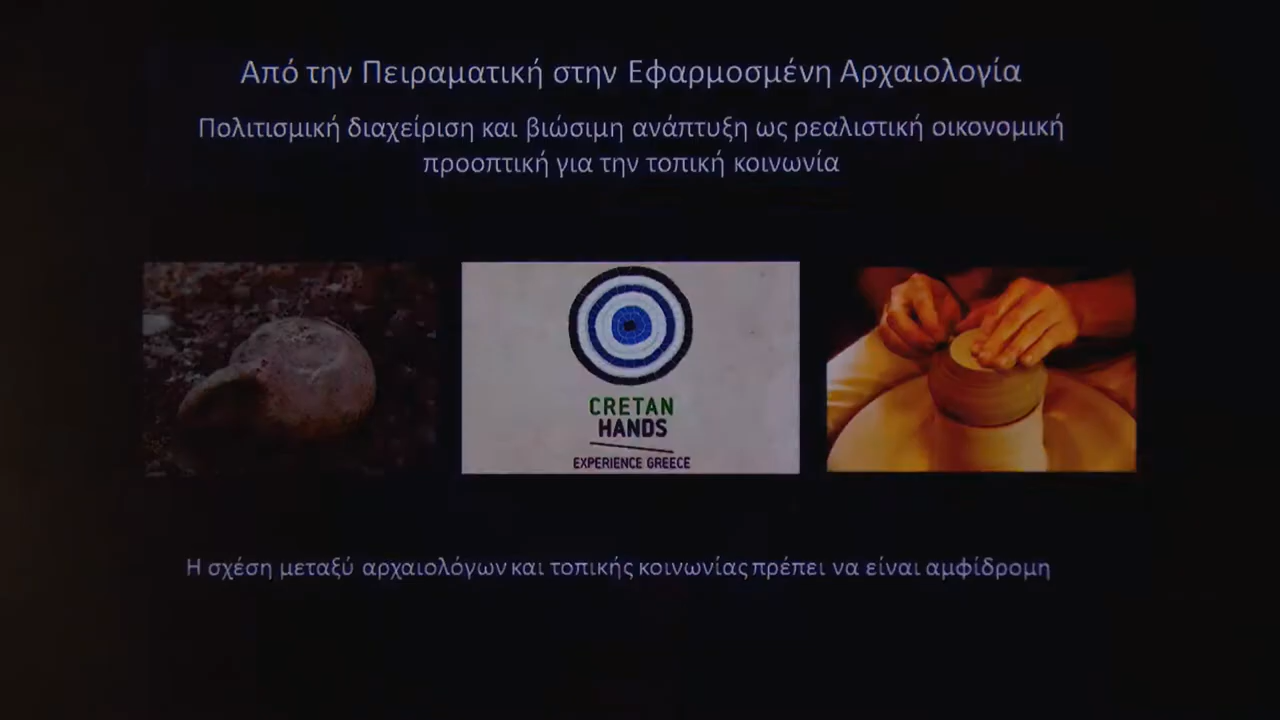 Από την Πειραματική στην Εφαρμοσμένη Αρχαιολογία
Πολιτισμική διαχείριση και βιώσιμη ανάπτυξη ως ρεαλιστική οικονομική
προοπτική για την τοπική κοινωνία
CRETAN
HANDS
EXPERIENCE GREECE
Η σχέση μεταξύ αρχαιολόγων και τοπικής κοινωνίας πρέπει να είναι αμφίδρομη